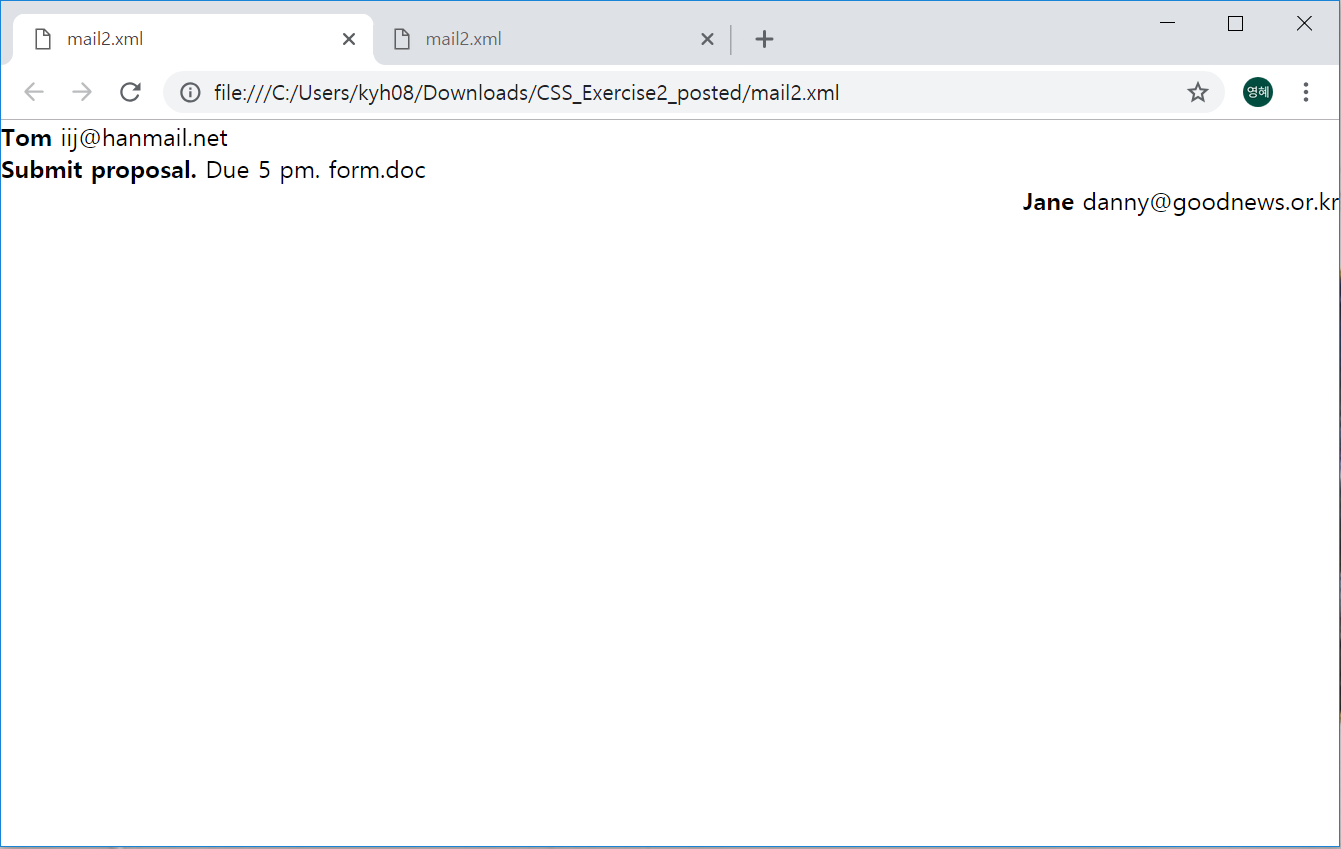 mail2.xml mail2.xml
file:///C:/Users/kyh08/Downloads/CSS_Exercise2_posted/mail2.xml 영혜
Tom iij@hanmail.net
Submit proposal. Due 5 pm. form.doc
Jane danny@goodnews.or.kr